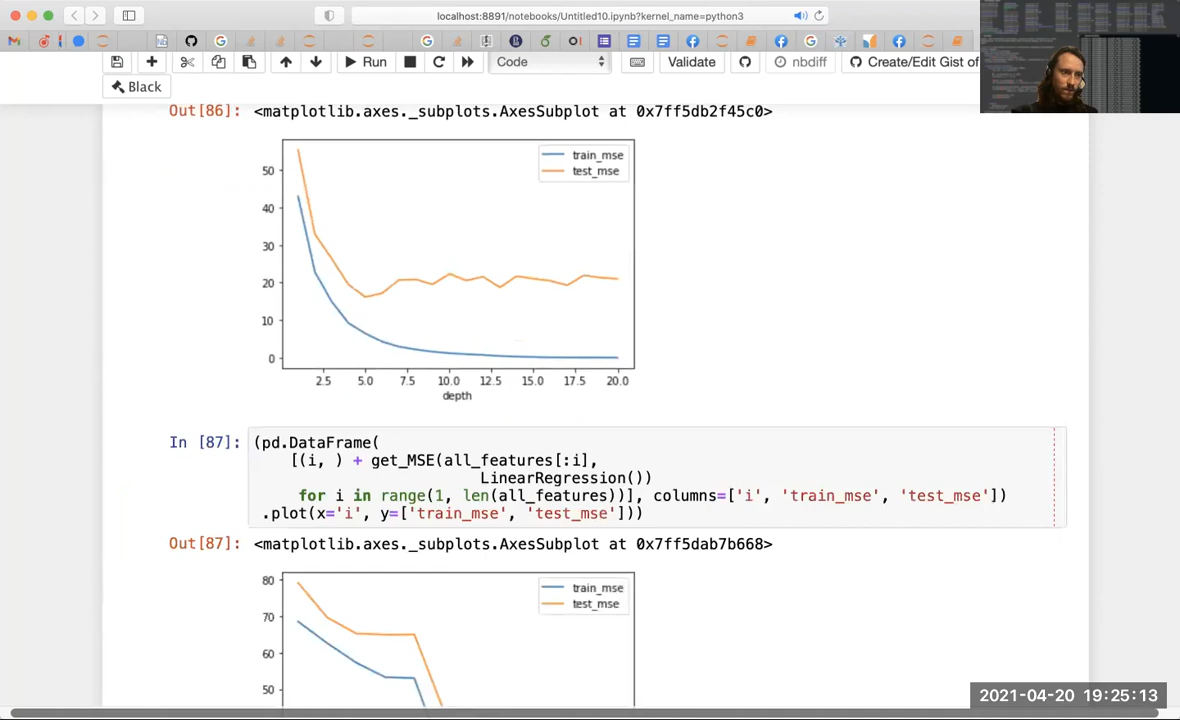 localhost:8891/notebooks/Untitled10.ipynb?kernel_name=python3
Run
Code
Validate
nbdiff
Create/Edit Gist of
Black
Out[86]: <matplotlib.axes._subplots.AxesSubplot at 0x7ff5db2f45c0>
train_mse
test_mse
50
40
30
20
10
0
2.5 5.0 7.5 10.0 12.5 15.0 17.5 20.0
depth
In [87]: (pd.DataFrame(
[(i, ) + get_MSE(all_features[:i],
LinearRegression())
for i in range(1, len(all_features))], columns=['i', 'train_mse', 'test_mse'])
.plot(x='i', y=['train_mse', 'test_mse']))
Out[87]: <matplotlib.axes._subplots.AxesSubplot at 0x7ff5dab7b668>
train_mse
test_mse
80
70
60
50
2021-04-20 19:25:13